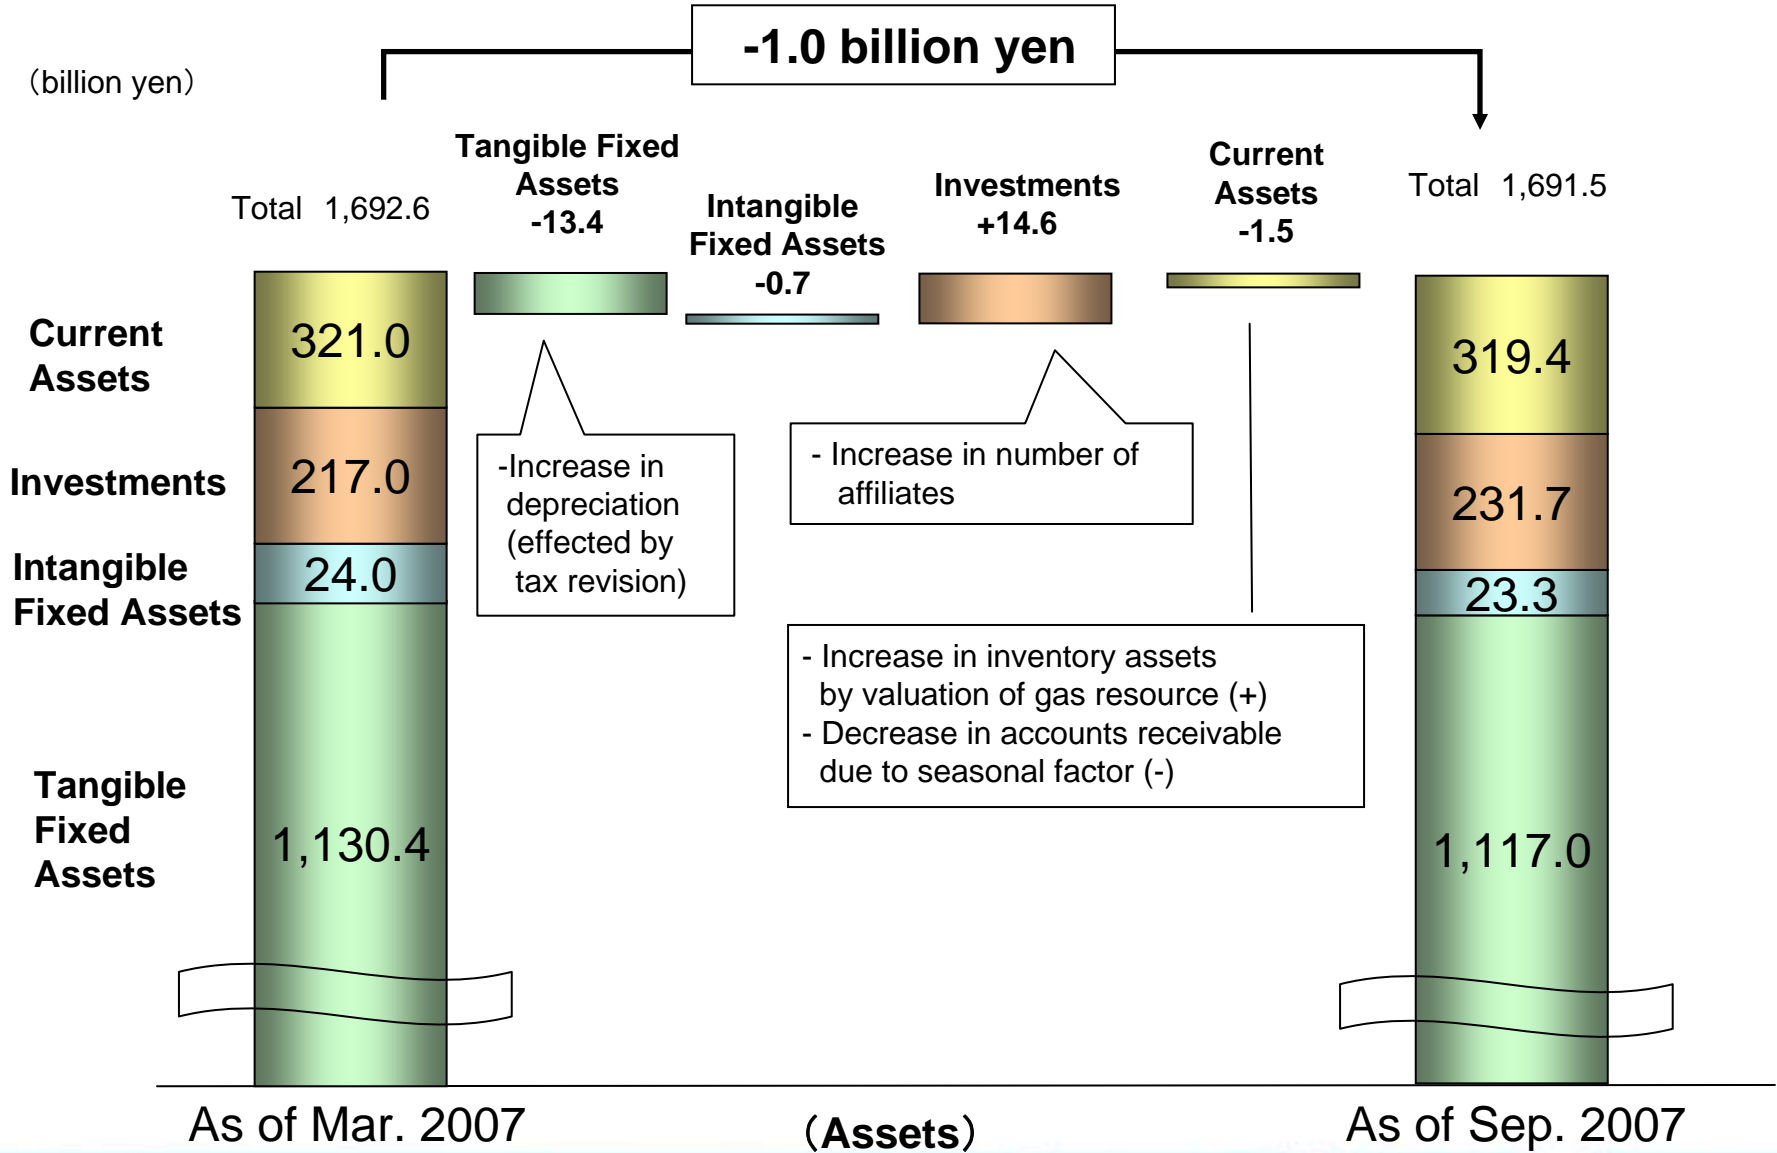 -1.0 billion yen
（billion yen）
Total 1,692.6
Tangible Fixed
Assets
-13.4
Intangible
Fixed Assets
-0.7
Investments
+14.6
Current
Assets
-1.5
Total 1,691.5
Current
Assets
321.0
319.4
Investments
217.0
231.7
Intangible
Fixed Assets
24.0
23.3
Tangible
Fixed
Assets
1,130.4
1,117.0
-Increase in
depreciation
(effected by
tax revision)
- Increase in number of
affiliates
- Increase in inventory assets
by valuation of gas resource (+)
- Decrease in accounts receivable
due to seasonal factor (-)
As of Mar. 2007
（Assets）
As of Sep. 2007